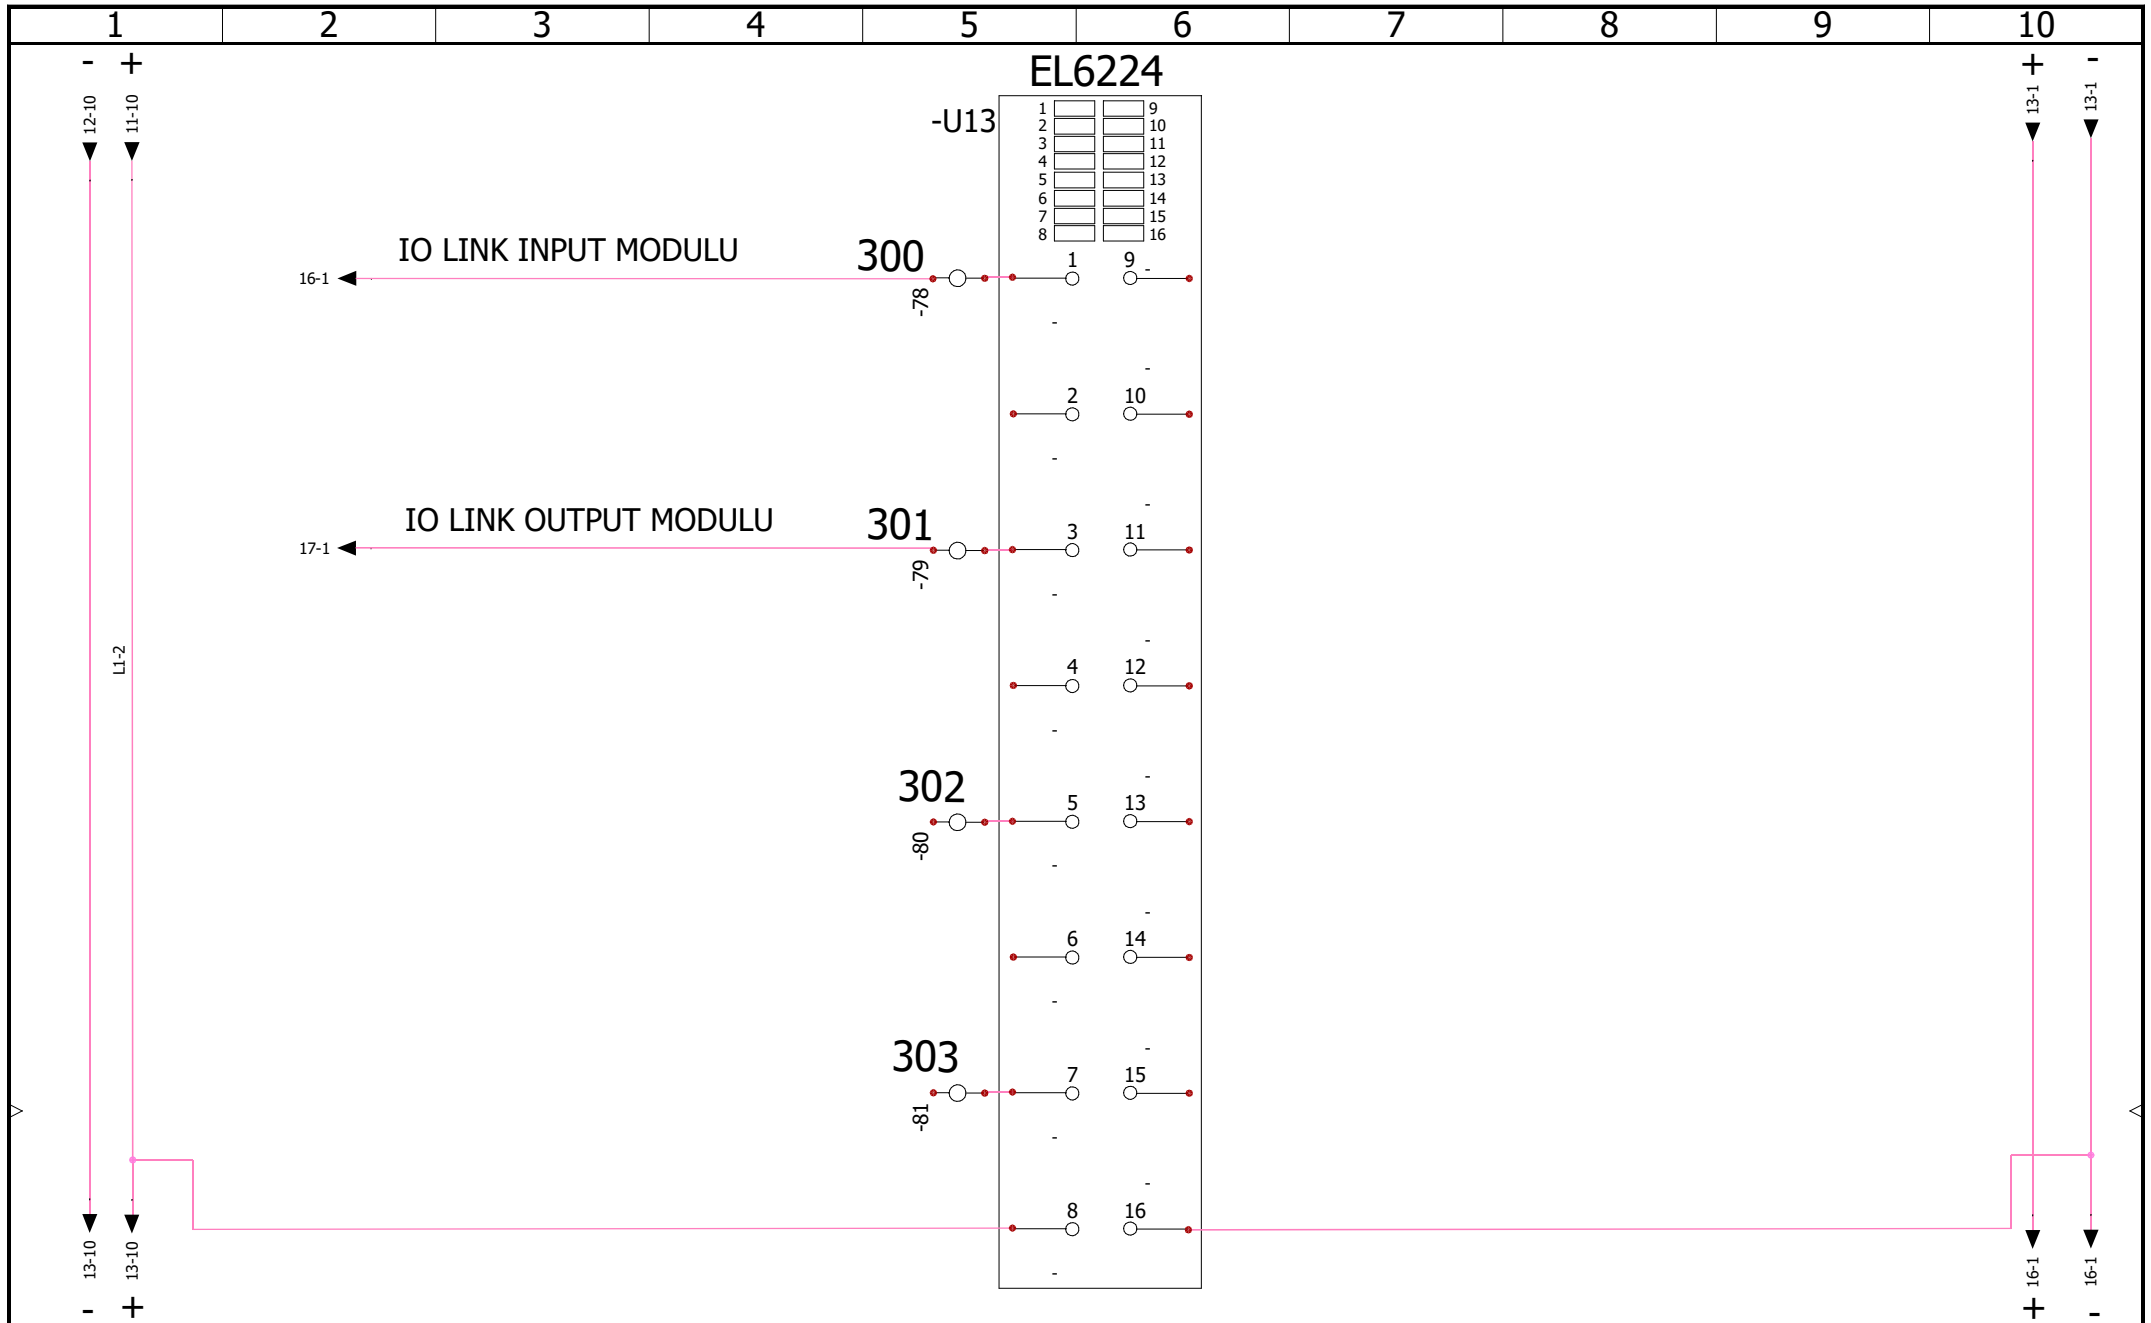 1 2 3 4 5 6 7 8 9 10
- + EL6224 + -
12-10 11-10 13-1 13-1
-U13
1 9
2 10
3 11
4 12
5 13
6 14
7 15
8 16
IO LINK INPUT MODULU 300
16-1 -78 1 9 -
-
-
2 10
-
-
IO LINK OUTPUT MODULU 301
17-1 -79 3 11
-
L1-2
-
4 12
-
-
302
-80 5 13
-
-
6 14
-
-
303
-81 7 15
-
-
8 16
-
13-10 13-10 16-1 16-1
- + + -